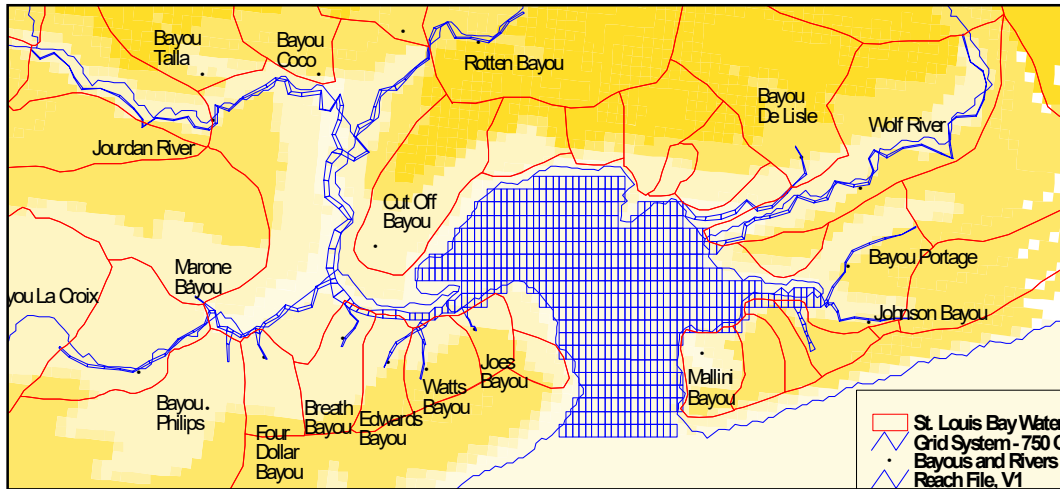 Bayou
Talla
Bayou
Coco
Rotten Bayou
Bayou
De Lisle
Wolf River
Jourdan River
Cut Off
Bayou
Marone
Bayou
you La Croix
Bayou Portage
Johnson Bayou
Joes
Bayou
Mallini
Bayou
Watts
Bayou
Edwards
Bayou
Breath
Bayou
Bayou
Philips
Four
Dollar
Bayou
St. Louis Bay Water
Grid System - 750 C
Bayous and Rivers
Reach File, V1